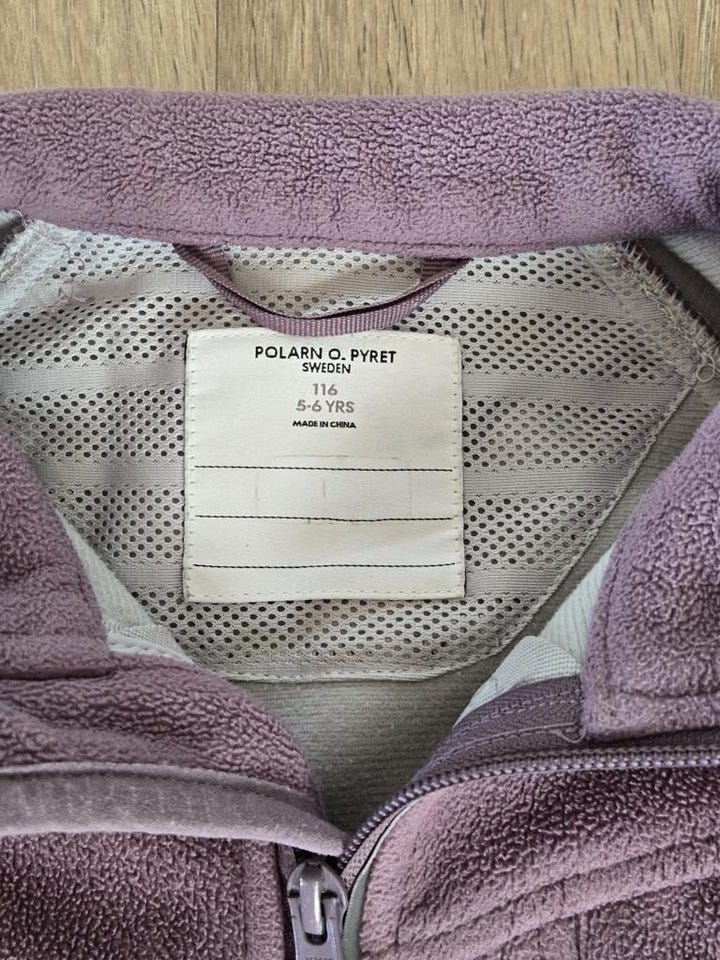 POLARN O. PYRET
SWEDEN
116
5-6 YRS
MADE IN CHINA